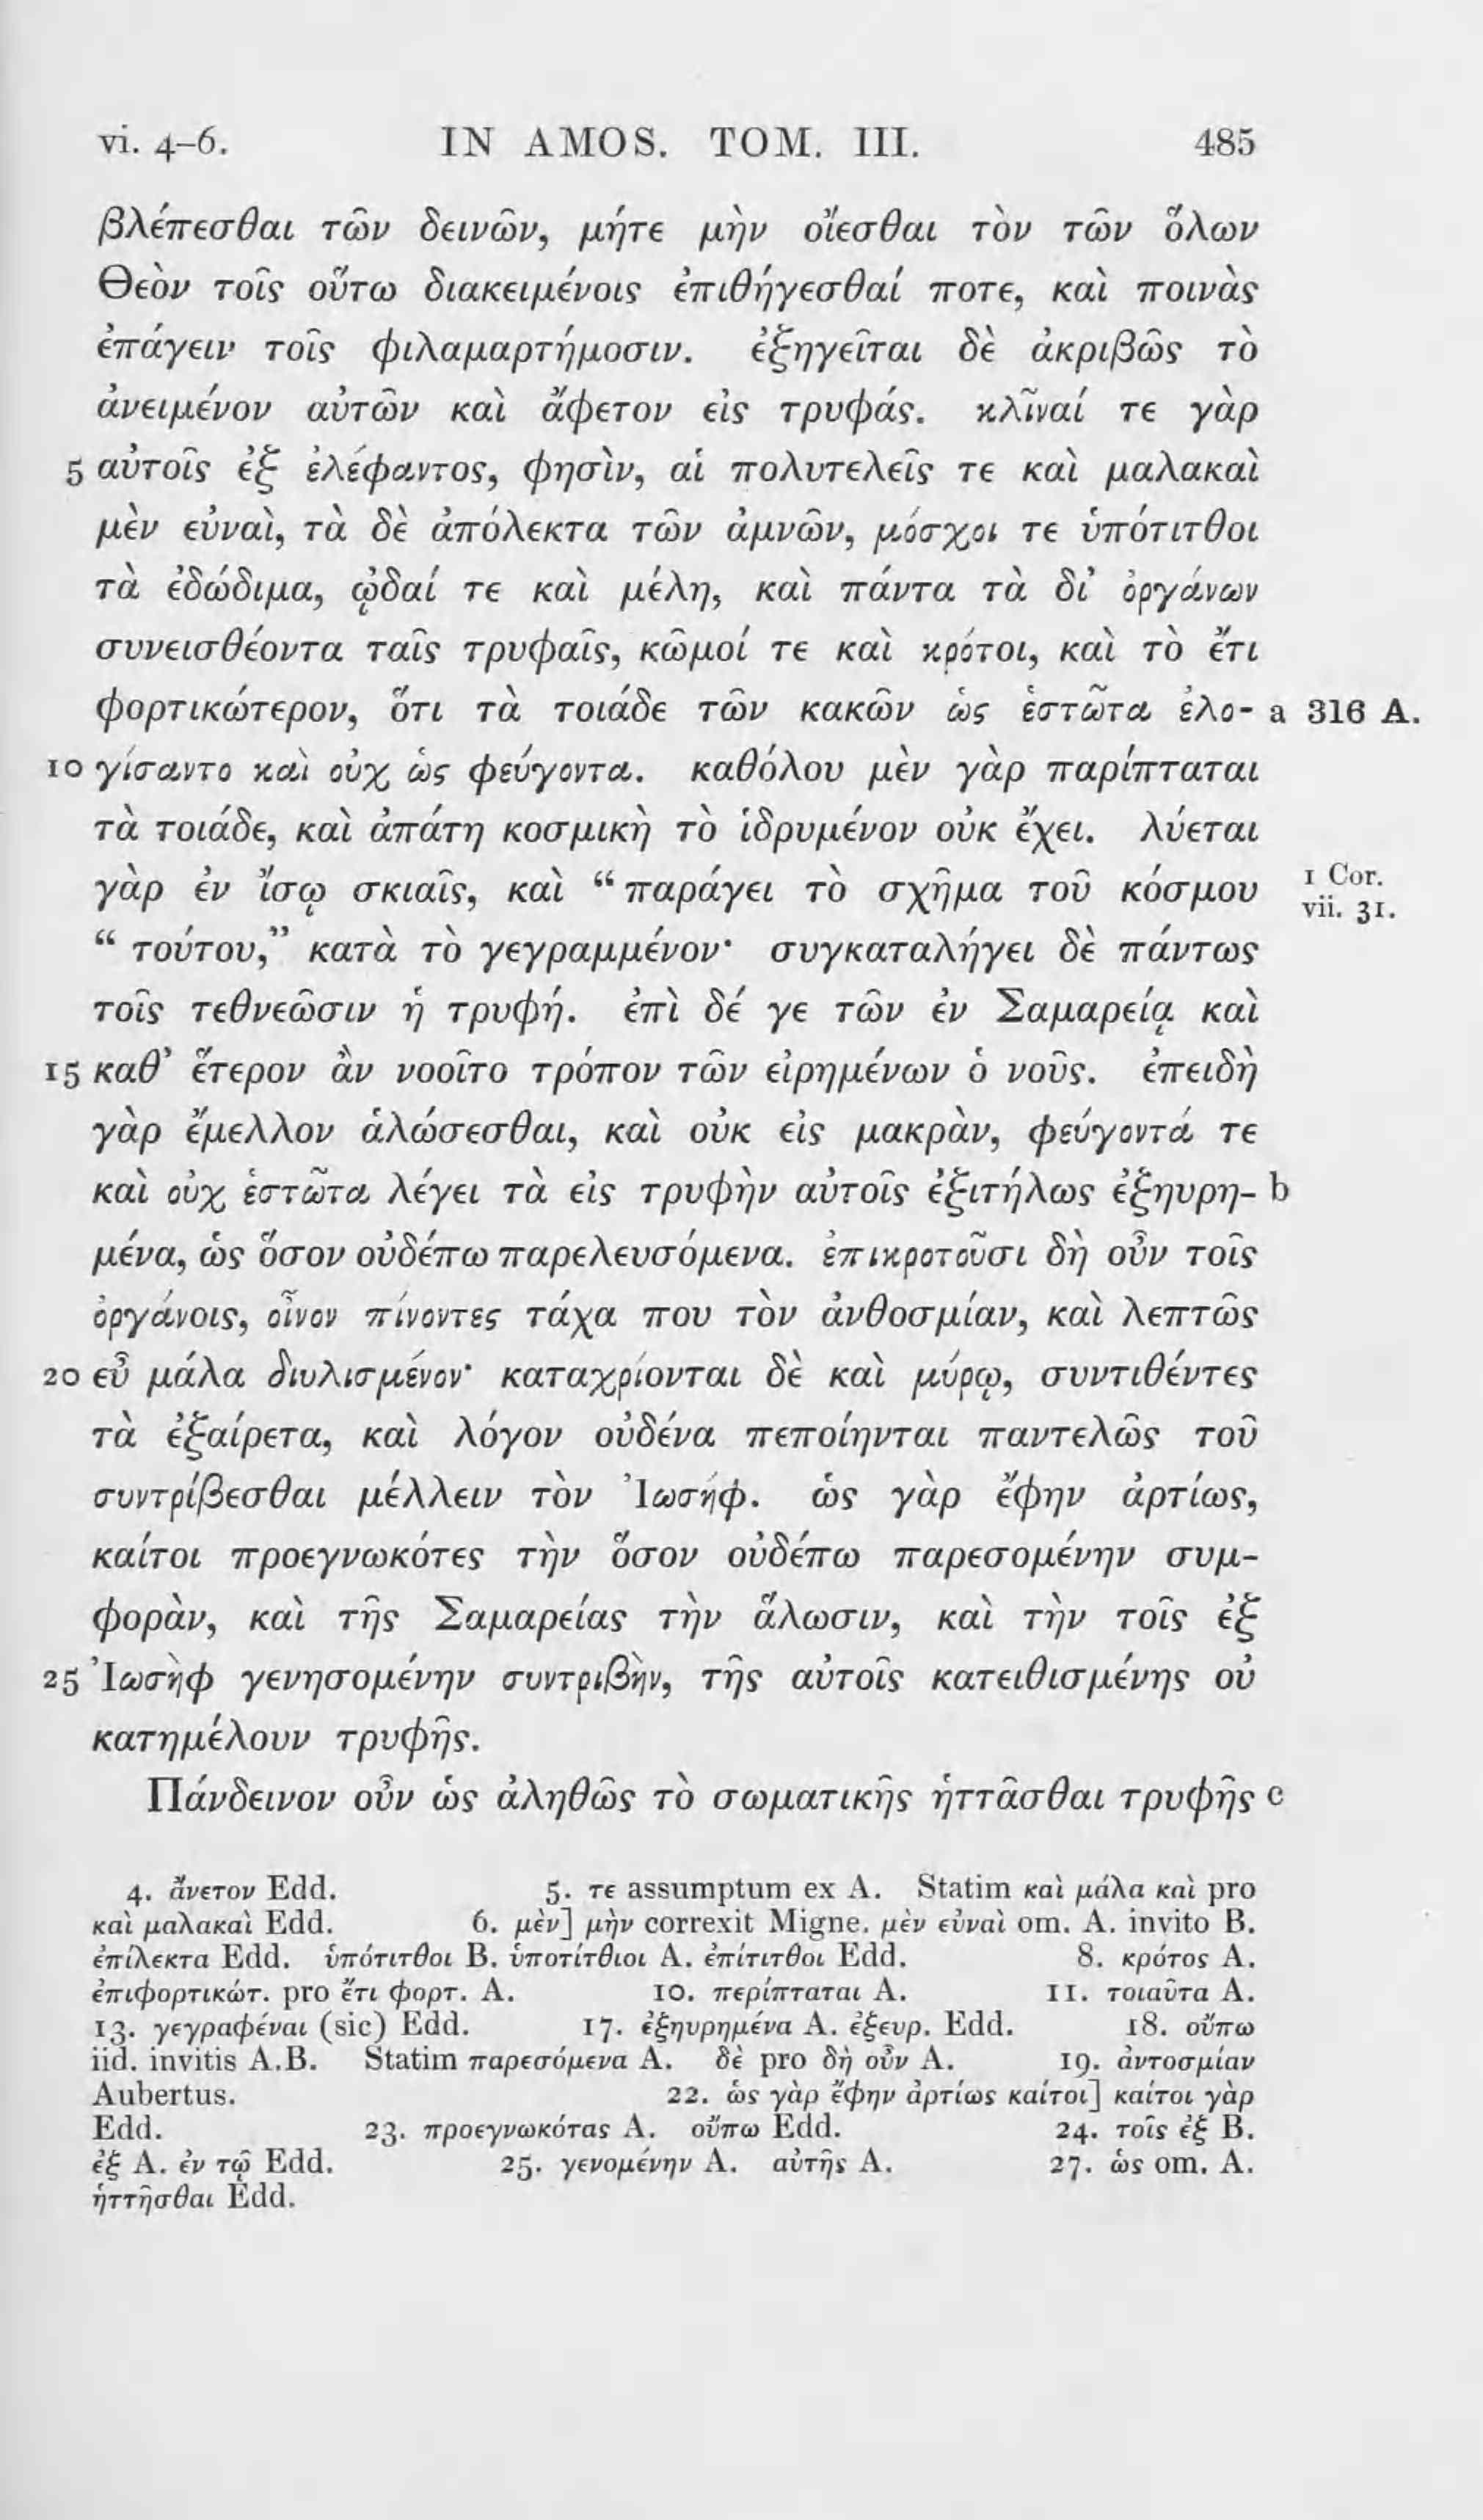 vi. 4–6. IN AMOS. TOM. III. 485
βλέπεσθαι τῶν δεινῶν, μήτε μὴν οἴεσθαι τὸν τῶν ὅλων
Θεὸν τοῖς οὕτω διακειμένοις ἐπιθήγεσθαί ποτε, καὶ ποινὰς
ἐπάγειν τοῖς φιλαμαρτήμοσιν. ἐξηγεῖται δὲ ἀκριβῶς τὸ
ἀνειμένον αὐτῶν καὶ ἄφετον εἰς τρυφάς. κλῖναί τε γὰρ
5 αὐτοῖς ἐξ ἐλέφαντος, φησὶν, αἱ πολυτελεῖς τε καὶ μαλακαὶ
μὲν εὐναὶ, τὰ δὲ ἀπόλεκτα τῶν ἀμνῶν, μόσχοι τε ὑπότιτθοι
τὰ ἐδώδιμα, ᾠδαί τε καὶ μέλη, καὶ πάντα τὰ δι’ ὀργάνων
συνεισθέοντα ταῖς τρυφαῖς, κῶμοί τε καὶ κρότοι, καὶ τὸ ἔτι
φορτικώτερον, ὅτι τὰ τοιάδε τῶν κακῶν ὡς ἑστῶτα ἐλο- a 316 A.
10 γίσαντο καὶ οὐχ ὡς φεύγοντα. καθόλου μὲν γὰρ παρίπταται
τὰ τοιάδε, καὶ ἀπάτη κοσμικὴ τὸ ἱδρυμένον οὐκ ἔχει. λύεται
γὰρ ἐν ἴσῳ σκιαῖς, καὶ “ παράγει τὸ σχῆμα τοῦ κόσμου 1 Cor. vii. 31.
“ τούτου,” κατὰ τὸ γεγραμμένον· συγκαταλήγει δὲ πάντως
τοῖς τεθνεῶσιν ἡ τρυφή. ἐπὶ δέ γε τῶν ἐν Σαμαρείᾳ καὶ
15 καθ’ ἕτερον ἂν νοοῖτο τρόπον τῶν εἰρημένων ὁ νοῦς. ἐπειδὴ
γὰρ ἔμελλον ἁλώσεσθαι, καὶ οὐκ εἰς μακρὰν, φεύγοντά τε
καὶ οὐχ ἑστῶτα λέγει τὰ εἰς τρυφὴν αὐτοῖς ἐξιτήλως ἐξηυρη- b
μένα, ὡς ὅσον οὐδέπω παρελευσόμενα. ἐπικροτοῦσι δὴ οὖν τοῖς
ὀργάνοις, οἶνον πίνοντες τάχα που τὸν ἀνθοσμίαν, καὶ λεπτῶς
20 εὖ μάλα διυλισμένον· καταχρίονται δὲ καὶ μύρῳ, συντιθέντες
τὰ ἐξαίρετα, καὶ λόγον οὐδένα πεποίηνται παντελῶς τοῦ
συντρίβεσθαι μέλλειν τὸν Ἰωσήφ. ὡς γὰρ ἔφην ἀρτίως,
καίτοι προεγνωκότες τὴν ὅσον οὐδέπω παρεσομένην συμ-
φορὰν, καὶ τῆς Σαμαρείας τὴν ἅλωσιν, καὶ τὴν τοῖς ἐξ
25 Ἰωσὴφ γενησομένην συντριβὴν, τῆς αὐτοῖς κατειθισμένης οὐ
κατημέλουν τρυφῆς.
Πάνδεινον οὖν ὡς ἀληθῶς τὸ σωματικῆς ἡττᾶσθαι τρυφῆς c
4. ἄνετον Edd. 5. τε assumptum ex A. Statim καὶ μάλα καὶ pro
καὶ μαλακαὶ Edd. 6. μὲν] μὴν correxit Migne. μὲν εὐναὶ om. A. invito B.
ἐπίλεκτα Edd. ὑπότιτθοι B. ὑποτίτθιοι A. ἐπίτιτθοι Edd. 8. κρότος A.
ἐπιφορτικώτ. pro ἔτι φορτ. A. 10. περίπταται A. 11. τοιαῦτα A.
13. γεγραφέναι (sic) Edd. 17. ἐξηυρημένα A. ἐξευρ. Edd. 18. οὔπω
iid. invitis A.B. Statim παρεσόμενα A. δὲ pro δὴ οὖν A. 19. ἀντοσμίαν
Aubertus. 22. ὡς γὰρ ἔφην ἀρτίως καίτοι] καίτοι γὰρ
Edd. 23. προεγνωκότας A. οὔπω Edd. 24. τοῖς ἐξ B.
ἐξ A. ἐν τῷ Edd. 25. γενομένην A. αὐτῆς A. 27. ὡς om. A.
ἡττῆσθαι Edd.